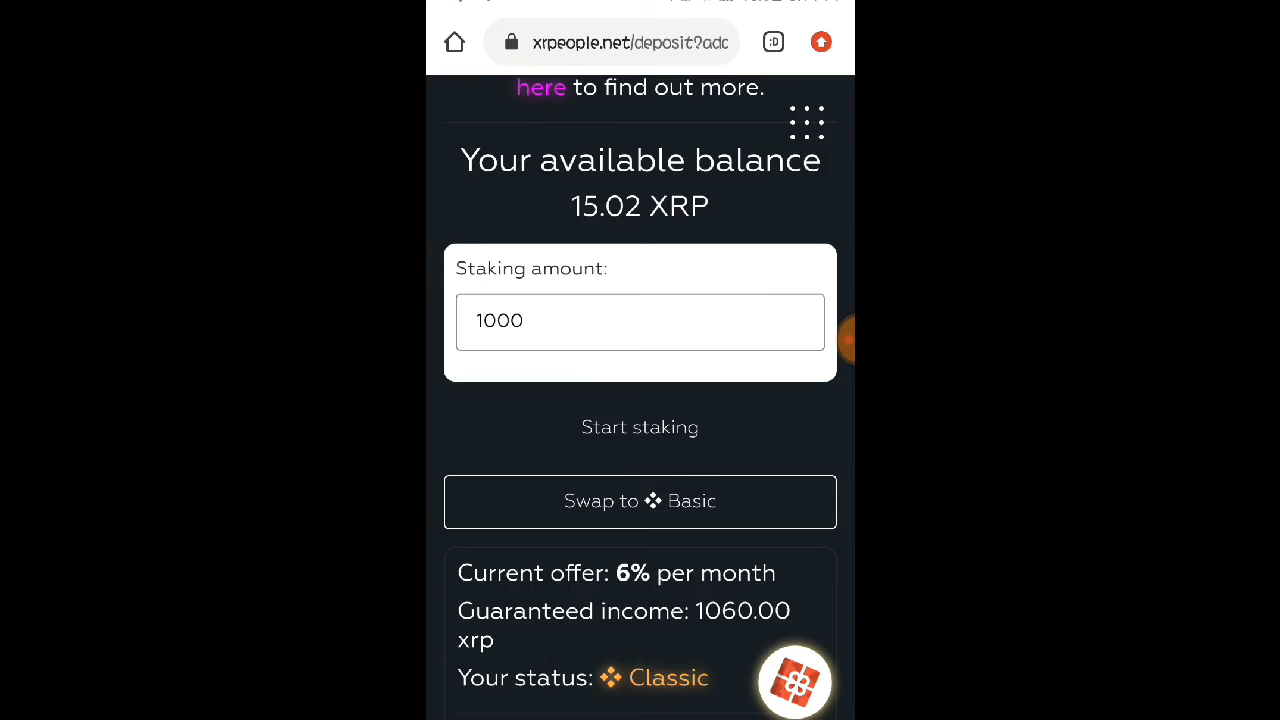 xrpeople.net/deposit?add
:D
here to find out more.
Your available balance
15.02 XRP
Staking amount:
1000
Start staking
Swap to Basic
Current offer: 6% per month
Guaranteed income: 1060.00
xrp
Your status: Classic